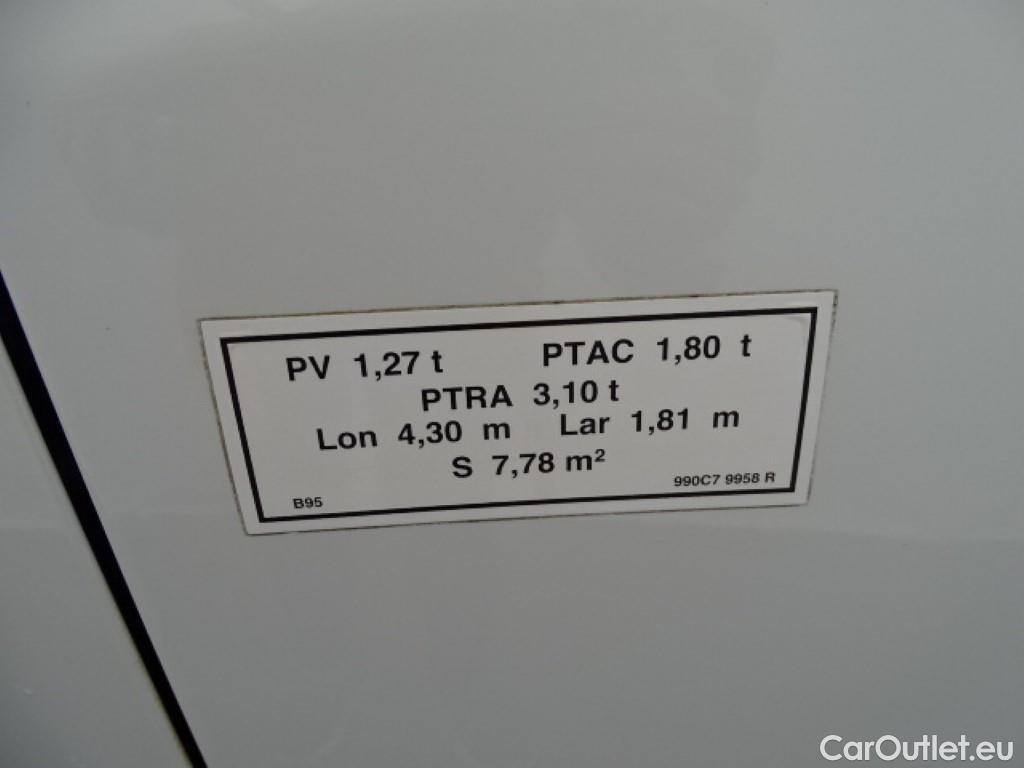 PV 1,27 t PTAC 1,80 t
PTRA 3,10 t
Lon 4,30 m Lar 1,81 m
S 7,78 m²
B95 990C7 9958 R
CarOutlet.eu